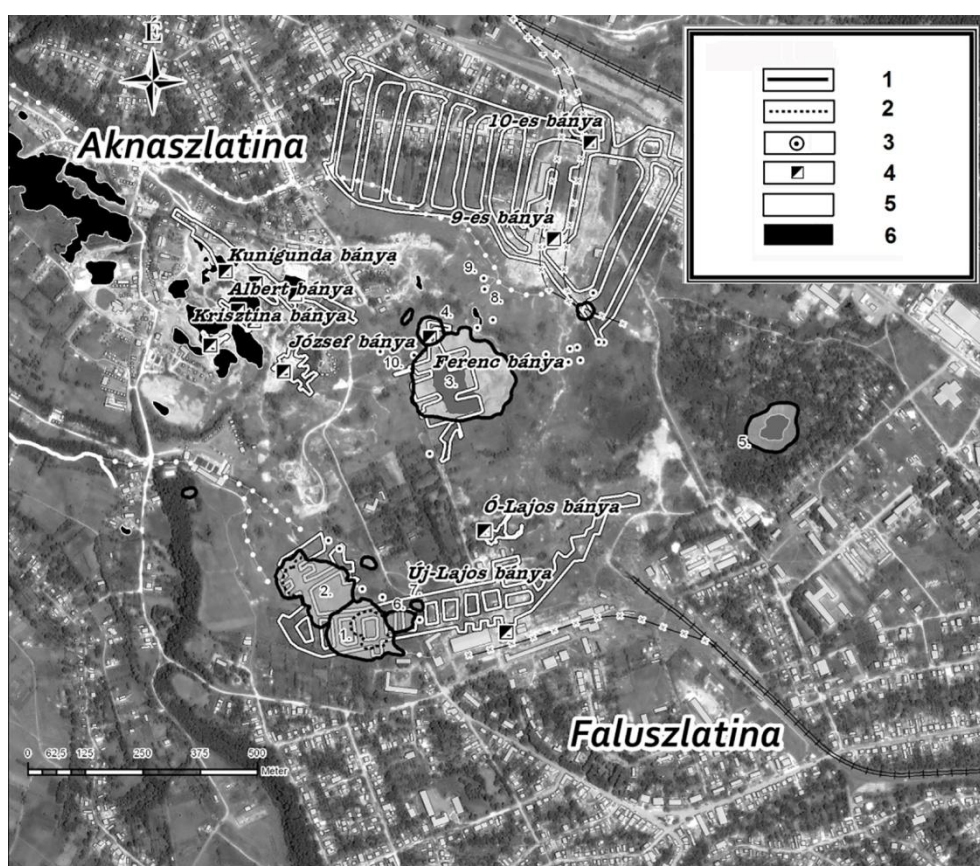 É
1
2
3
4
5
6
Aknaszlatina
10-es bánya
9-es bánya
Kunigunda bánya
9.
Albert bánya
8.
Krisztina bánya
4.
József bánya
10.
Ferenc bánya
3.
5.
Ó-Lajos bánya
Új-Lajos bánya
2.
7.
6.
1.
Faluszlatina
0 62,5 125 250 375 500
Méter